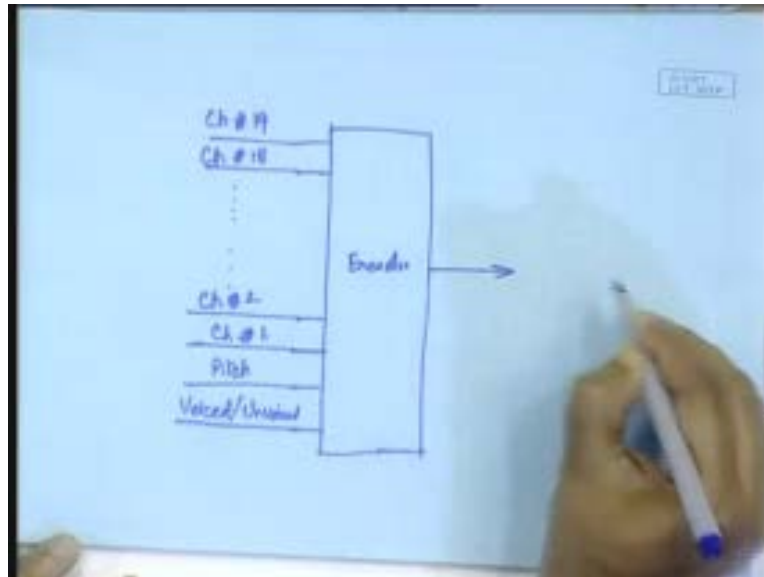 Ch # 19
Ch # 18
Encoder
Ch # 2
Ch # 1
Pitch
Voiced/Unvoiced